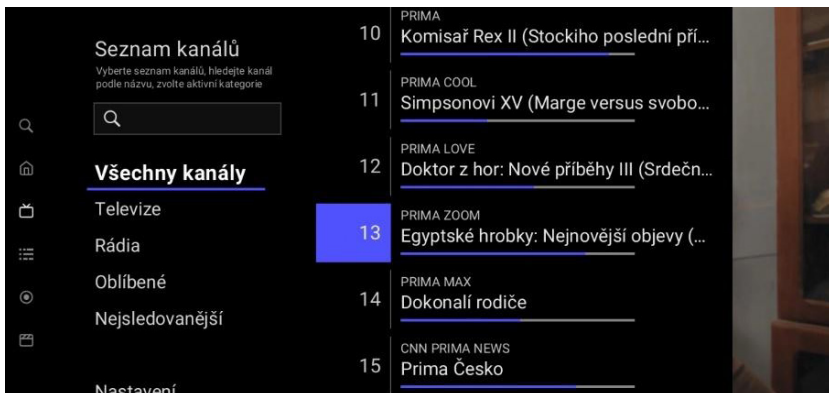 Seznam kanálů
Vyberte seznam kanálů, hledejte kanál
podle názvu, zvolte aktivní kategorie
Všechny kanály
Televize
Rádia
Oblíbené
Nejsledovanější
Nastavení
10
PRIMA
Komisař Rex II (Stockiho poslední pří...
11
PRIMA COOL
Simpsonovi XV (Marge versus svobo...
12
PRIMA LOVE
Doktor z hor: Nové příběhy III (Srdečn...
13
PRIMA ZOOM
Egyptské hrobky: Nejnovější objevy (...
14
PRIMA MAX
Dokonalí rodiče
15
CNN PRIMA NEWS
Prima Česko